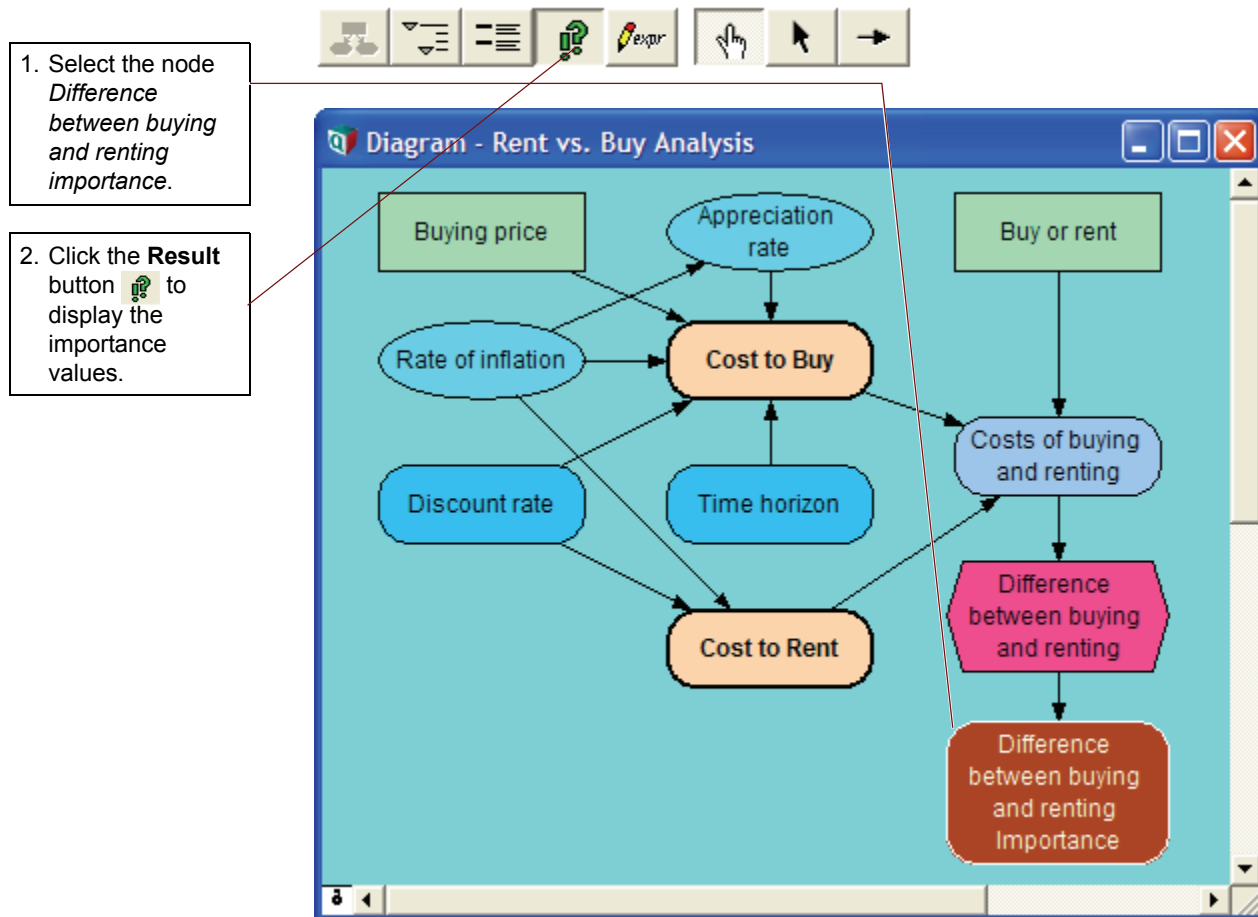 expr
1. Select the node
Difference
between buying
and renting
importance.
2. Click the Result
button to
display the
importance
values.
Diagram - Rent vs. Buy Analysis
Buying price
Appreciation
rate
Buy or rent
Rate of inflation
Cost to Buy
Costs of buying
and renting
Discount rate
Time horizon
Difference
between buying
and renting
Cost to Rent
Difference
between buying
and renting
Importance